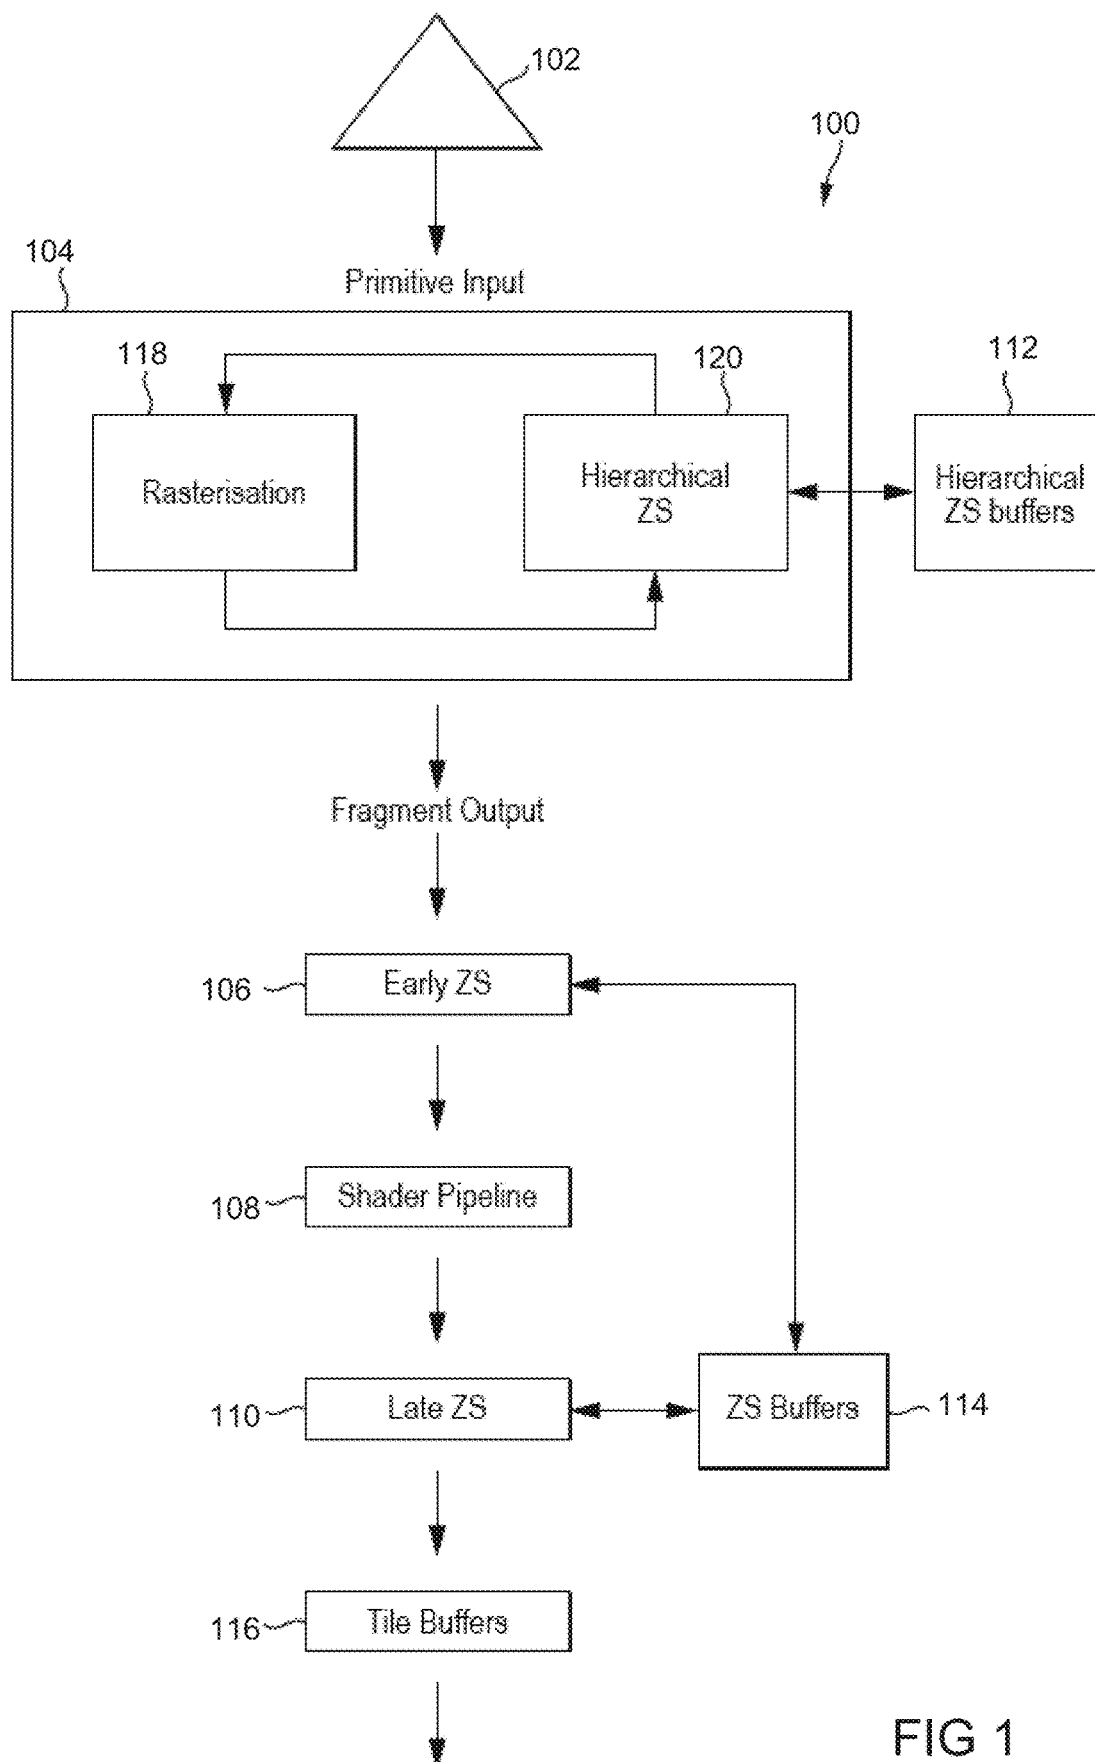 102
100
104
Primitive Input
118
120
112
Rasterisation
Hierarchical
ZS
Hierarchical
ZS buffers
Fragment Output
106
Early ZS
108
Shader Pipeline
110
Late ZS
ZS Buffers
114
116
Tile Buffers
FIG 1